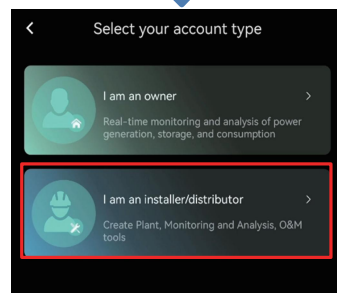 Select your account type
I am an owner
Real-time monitoring and analysis of power
generation, storage, and consumption
I am an installer/distributor
Create Plant, Monitoring and Analysis, O&M
tools